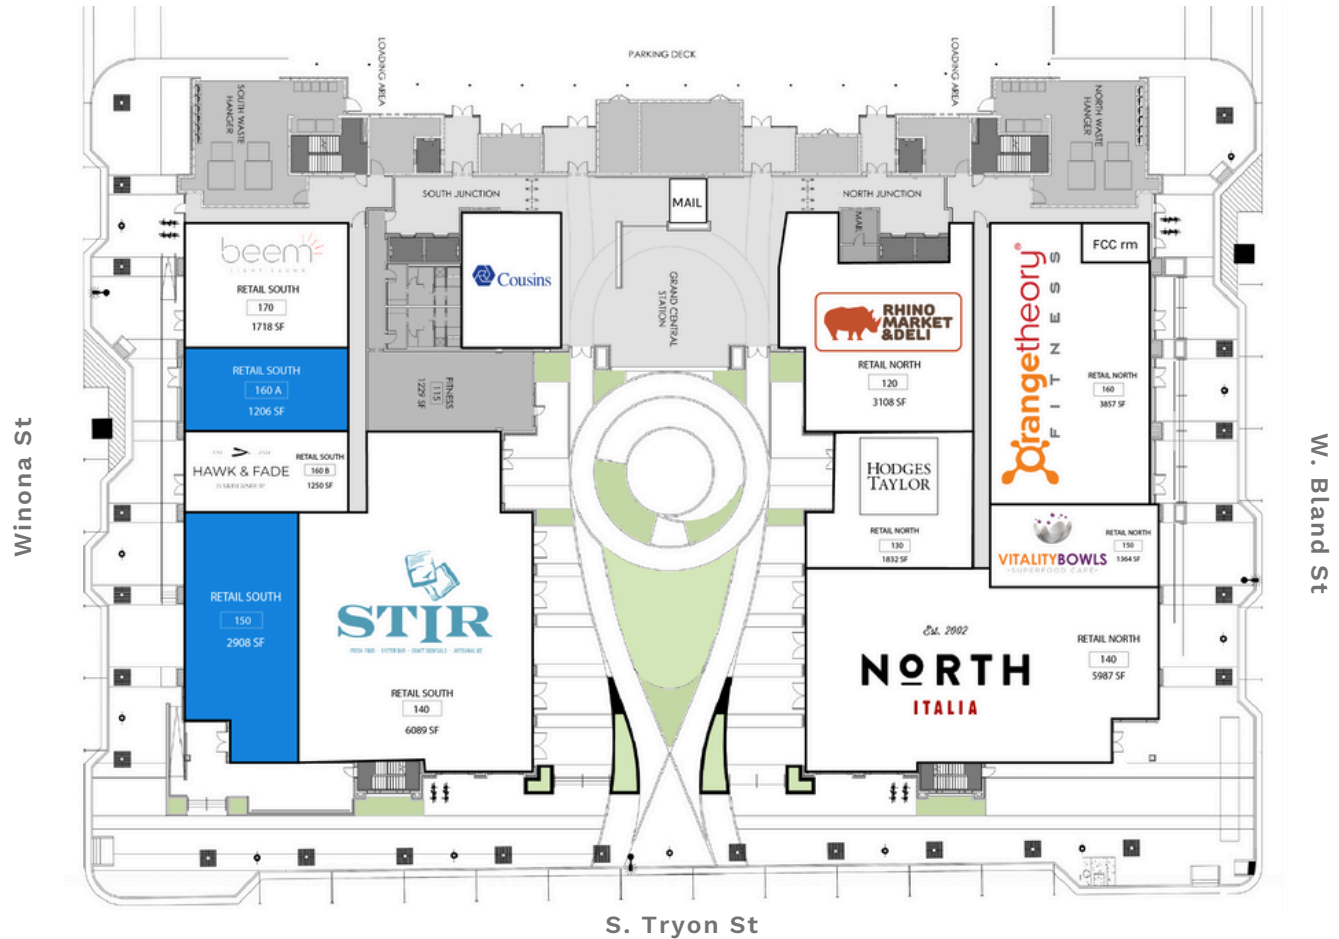 PARKING DECK
LOADING AREA
LOADING AREA
SOUTH WASTE
HANGER
NORTH WASTE
HANGER
SOUTH JUNCTION
MAIL
NORTH JUNCTION
MAIL
beem
LIGHT SAUNA
RETAIL SOUTH
170
1718 SF
Cousins
GRAND CENTRAL
STATION
RHINO
MARKET
&DELI
RETAIL NORTH
120
3108 SF
Orangetheory®
FITNESS
FCC rm
RETAIL NORTH
160
3857 SF
RETAIL SOUTH
160 A
1206 SF
FITNESS
115
1229 SF
HAWK & FADE
BARBERSHOP
RETAIL SOUTH
160 B
1250 SF
HODGES
TAYLOR
RETAIL NORTH
130
1832 SF
VITALITYBOWLS
·SUPERFOOD CAFE·
RETAIL NORTH
150
1364 SF
RETAIL SOUTH
150
2908 SF
STIR
RETAIL SOUTH
140
6089 SF
Est. 2002
NORTH
ITALIA
RETAIL NORTH
140
5987 SF
Winona St
W. Bland St
S. Tryon St